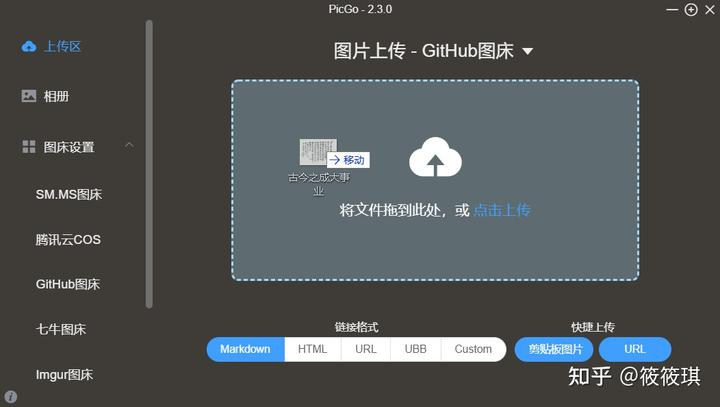 PicGo - 2.3.0
上传区
相册
图床设置
SM.MS图床
腾讯云COS
GitHub图床
七牛图床
Imgur图床
图片上传 - GitHub图床
移动
古今之成大事
业
将文件拖到此处，或 点击上传
链接格式
Markdown HTML URL UBB Custom
快捷上传
剪贴板图片 URL
知乎 @筱筱琪